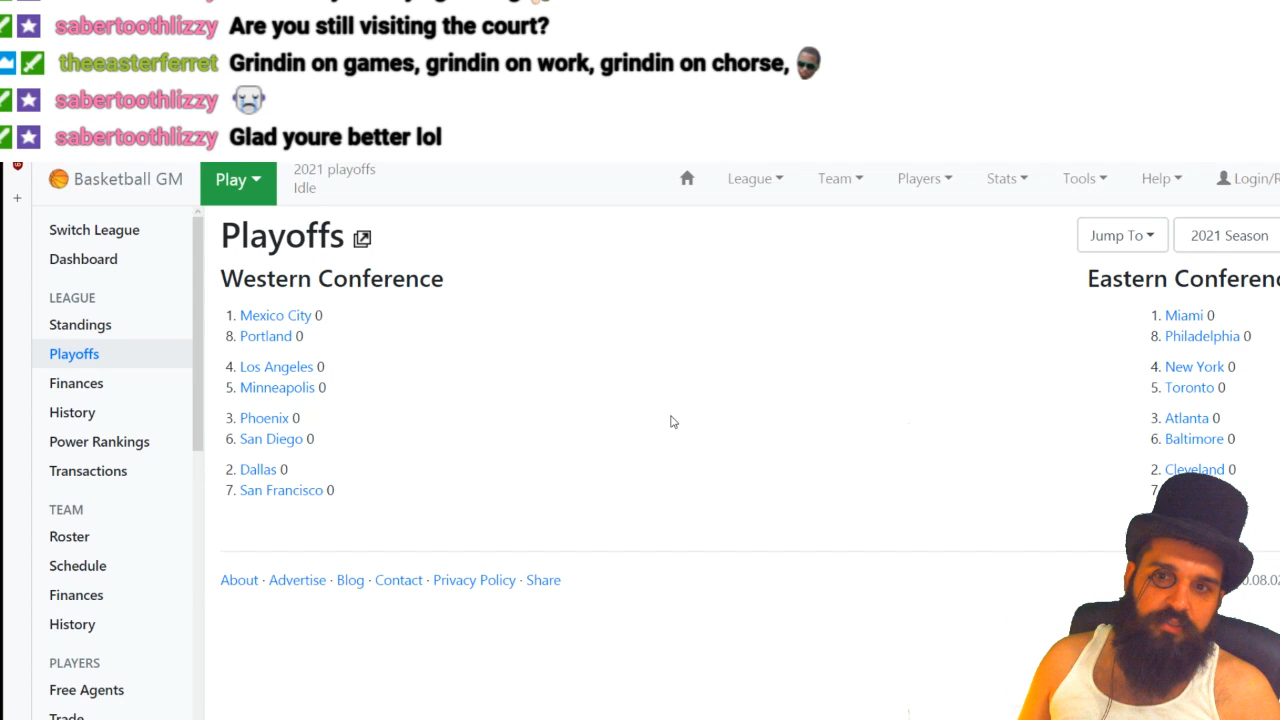 sabertoothlizzy Are you still visiting the court?
theeasterferret Grindin on games, grindin on work, grindin on chorse,
sabertoothlizzy
sabertoothlizzy Glad youre better lol
Basketball GM Play 2021 playoffs League Team Players Stats Tools Help Login/R
Idle
Switch League
Dashboard
LEAGUE
Standings
Playoffs
Finances
History
Power Rankings
Transactions
TEAM
Roster
Schedule
Finances
History
PLAYERS
Free Agents
Trade
Playoffs
Jump To 2021 Season
Western Conference
1. Mexico City 0
8. Portland 0
4. Los Angeles 0
5. Minneapolis 0
3. Phoenix 0
6. San Diego 0
2. Dallas 0
7. San Francisco 0
Eastern Conferenc
1. Miami 0
8. Philadelphia 0
4. New York 0
5. Toronto 0
3. Atlanta 0
6. Baltimore 0
2. Cleveland 0
7.
About · Advertise · Blog · Contact · Privacy Policy · Share